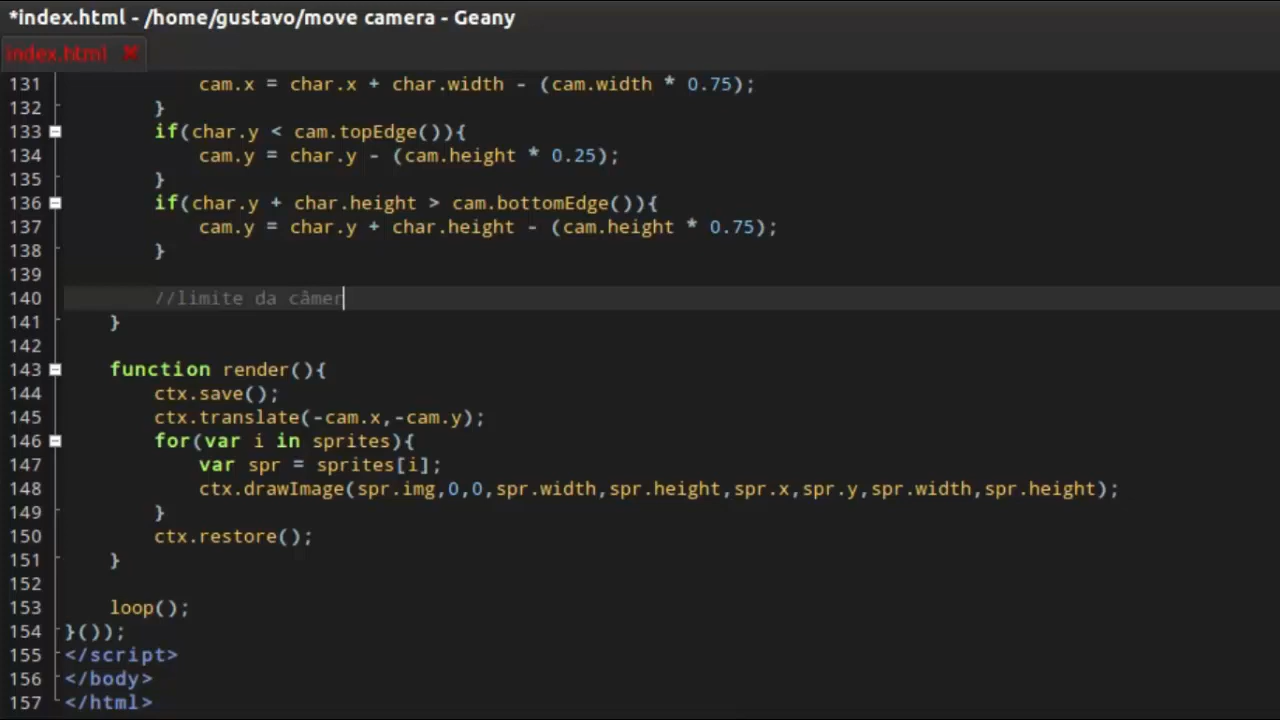 *index.html - /home/gustavo/move camera - Geany
index.html
131 cam.x = char.x + char.width - (cam.width * 0.75);
132 }
133 if(char.y < cam.topEdge()){
134 cam.y = char.y - (cam.height * 0.25);
135 }
136 if(char.y + char.height > cam.bottomEdge()){
137 cam.y = char.y + char.height - (cam.height * 0.75);
138 }
139
140 //limite da câmer
141 }
142
143 function render(){
144 ctx.save();
145 ctx.translate(-cam.x,-cam.y);
146 for(var i in sprites){
147 var spr = sprites[i];
148 ctx.drawImage(spr.img,0,0,spr.width,spr.height,spr.x,spr.y,spr.width,spr.height);
149 }
150 ctx.restore();
151 }
152
153 loop();
154 }());
155 </script>
156 </body>
157 </html>